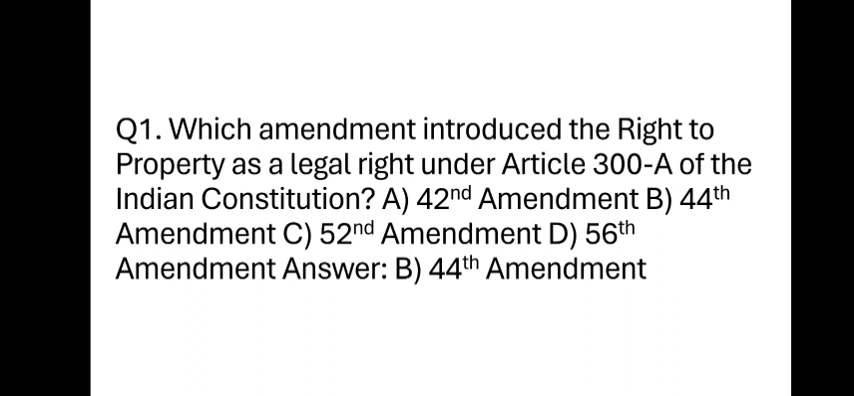 Q1. Which amendment introduced the Right to
Property as a legal right under Article 300-A of the
Indian Constitution? A) 42nd Amendment B) 44th
Amendment C) 52nd Amendment D) 56th
Amendment Answer: B) 44th Amendment